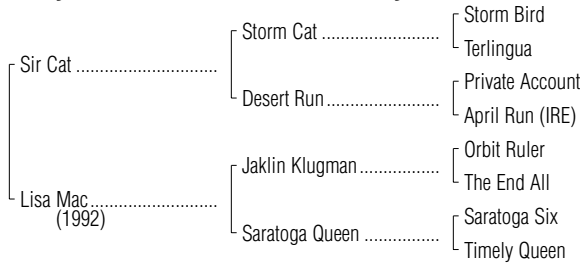 Storm Bird
Storm Cat ......................
Terlingua
Sir Cat ...........................
Private Account
Desert Run .....................
April Run (IRE)
Orbit Ruler
Jaklin Klugman ...............
The End All
Lisa Mac ........................
(1992)
Saratoga Six
Saratoga Queen ..............
Timely Queen